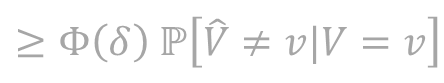 ≥ Φ(δ) ℙ[V̂ ≠ v|V = v]